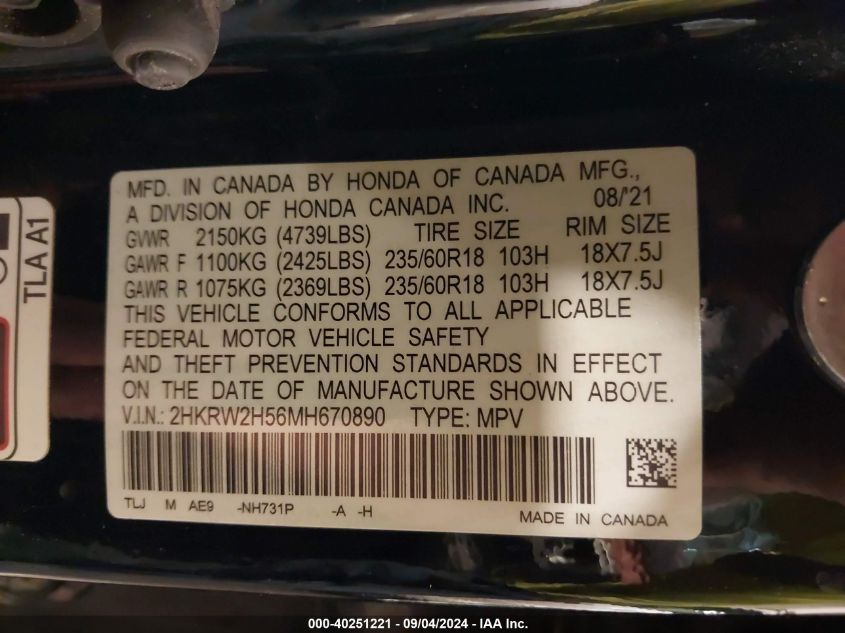 MFD. IN CANADA BY HONDA OF CANADA MFG.,
A DIVISION OF HONDA CANADA INC. 08/'21
GVWR 2150KG (4739LBS) TIRE SIZE RIM SIZE
GAWR F 1100KG (2425LBS) 235/60R18 103H 18X7.5J
GAWR R 1075KG (2369LBS) 235/60R18 103H 18X7.5J
THIS VEHICLE CONFORMS TO ALL APPLICABLE
FEDERAL MOTOR VEHICLE SAFETY
AND THEFT PREVENTION STANDARDS IN EFFECT
ON THE DATE OF MANUFACTURE SHOWN ABOVE.
V.I.N.: 2HKRW2H56MH670890 TYPE: MPV
TLJ M AE9 -NH731P -A -H
MADE IN CANADA
TLA A1
000-40251221 - 09/04/2024 - IAA Inc.